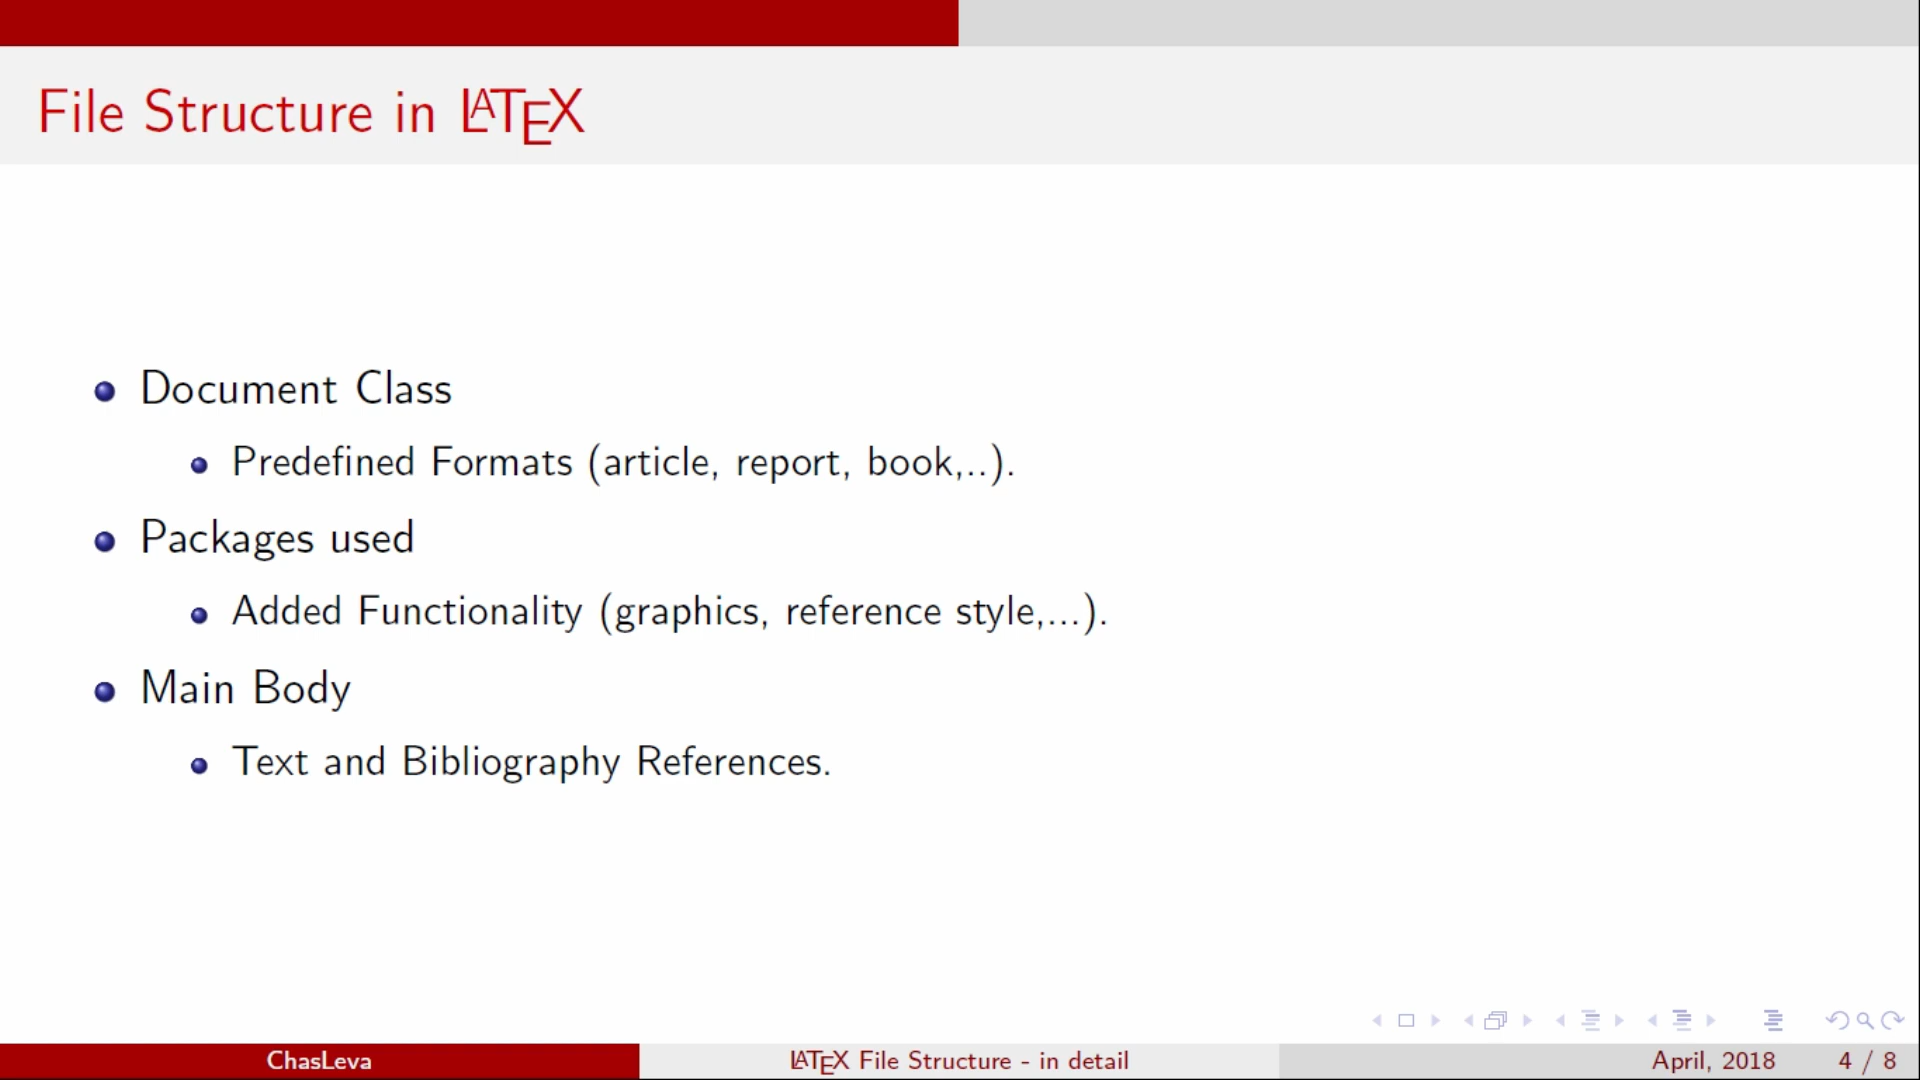 File Structure in LATEX
Document Class
Predefined Formats (article, report, book,..).
Packages used
Added Functionality (graphics, reference style,...).
Main Body
Text and Bibliography References.
ChasLeva
LATEX File Structure - in detail
April, 2018
4 / 8